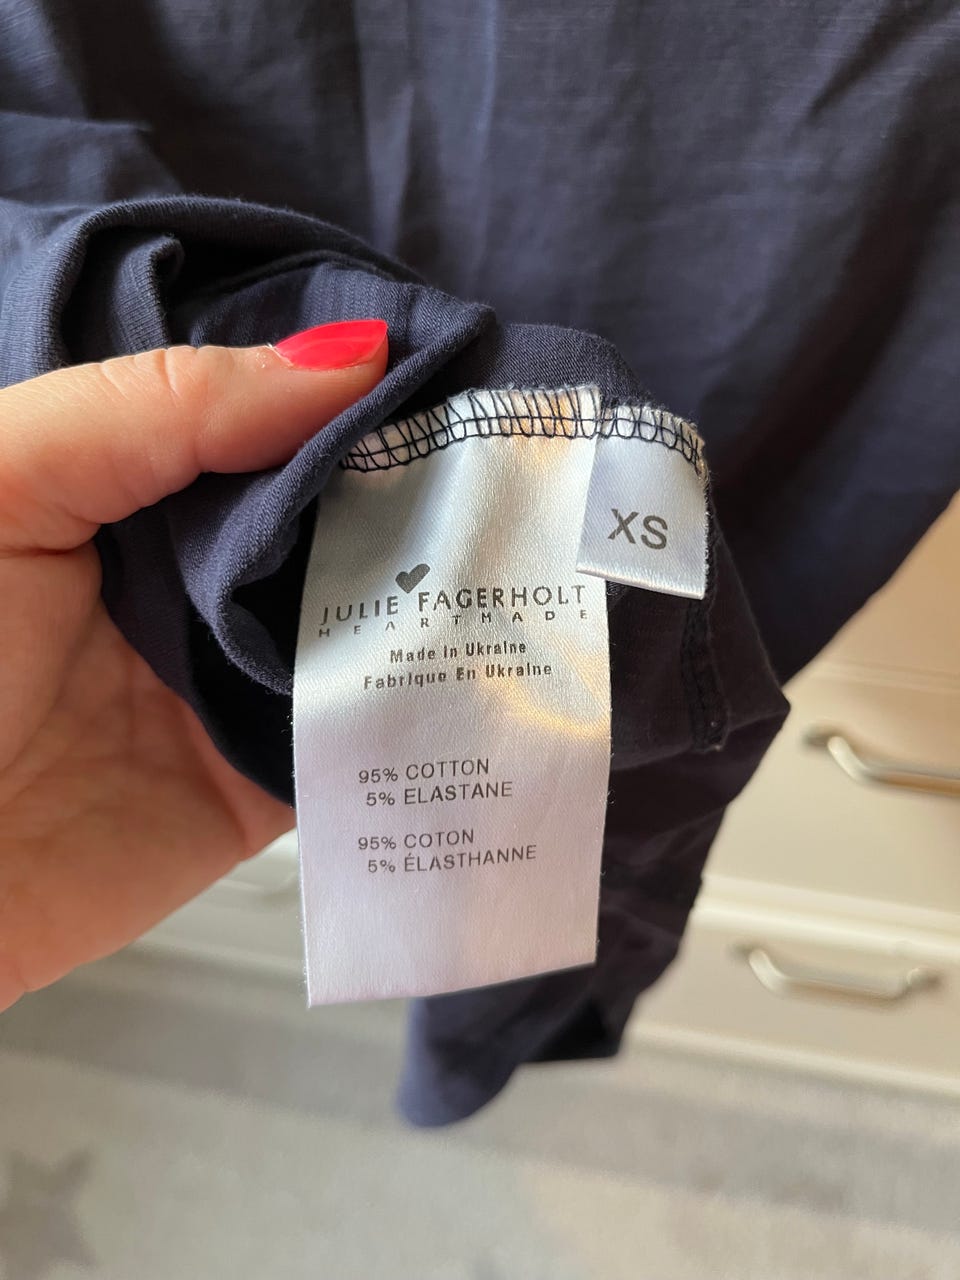 XS
JULIE FAGERHOLT
HEARTMADE
Made in Ukraine
Fabrique En Ukraine
95% COTTON
5% ELASTANE
95% COTON
5% ÉLASTHANNE